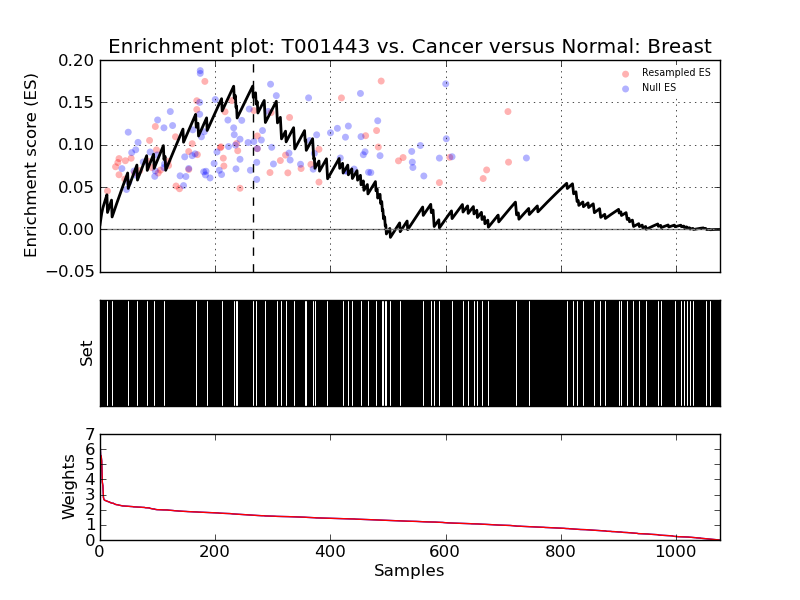 Enrichment plot: T001443 vs. Cancer versus Normal: Breast
Enrichment score (ES)
0.20
0.15
0.10
0.05
0.00
−0.05
Resampled ES
Null ES
Set
Weights
7
6
5
4
3
2
1
0
0 200 400 600 800 1000
Samples